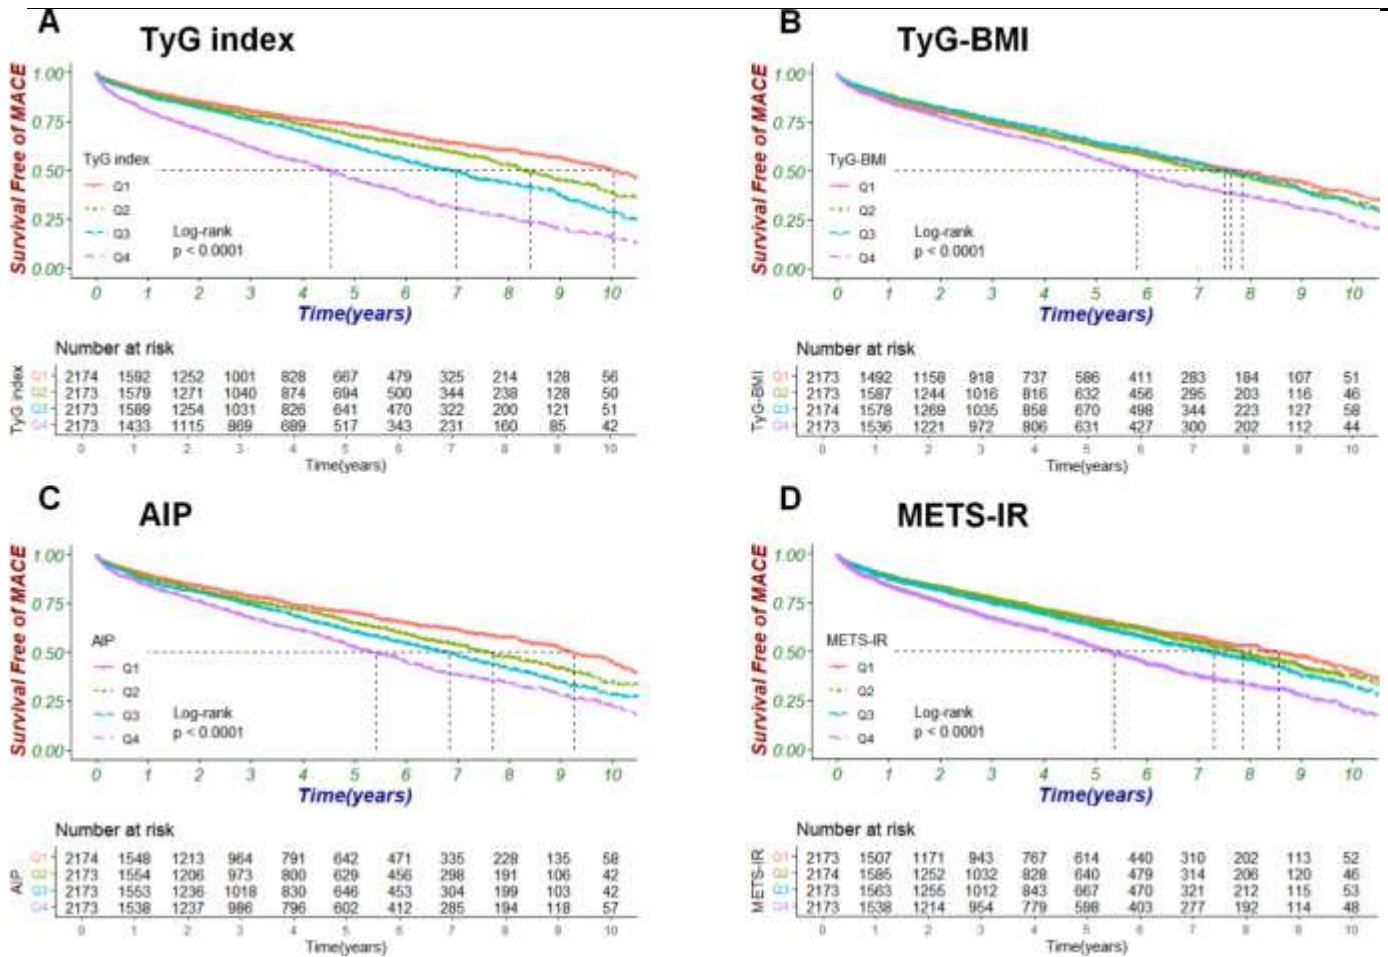 A
TyG index
Survival Free of MACE
1.00
0.75
0.50
0.25
0.00
TyG index
Q1
Q2
Q3
Q4
Log-rank
p < 0.0001
0 1 2 3 4 5 6 7 8 9 10
Time(years)
Number at risk
TyG index
Q1 2174 1592 1252 1001 828 667 479 325 214 128 56
Q2 2173 1579 1271 1040 874 694 500 344 238 128 50
Q3 2173 1589 1254 1031 826 641 470 322 200 121 51
Q4 2173 1433 1115 869 689 517 343 231 160 85 42
0 1 2 3 4 5 6 7 8 9 10
Time(years)
B
TyG-BMI
Survival Free of MACE
1.00
0.75
0.50
0.25
0.00
TyG-BMI
Q1
Q2
Q3
Q4
Log-rank
p < 0.0001
0 1 2 3 4 5 6 7 8 9 10
Time(years)
Number at risk
TyG-BMI
Q1 2173 1492 1158 918 737 586 411 283 184 107 51
Q2 2173 1587 1244 1016 816 632 456 295 203 116 46
Q3 2174 1578 1269 1035 858 670 498 344 223 127 58
Q4 2173 1536 1221 972 806 631 427 300 202 112 44
0 1 2 3 4 5 6 7 8 9 10
Time(years)
C
AIP
Survival Free of MACE
1.00
0.75
0.50
0.25
0.00
AIP
Q1
Q2
Q3
Q4
Log-rank
p < 0.0001
0 1 2 3 4 5 6 7 8 9 10
Time(years)
Number at risk
AIP
Q1 2174 1548 1213 964 791 642 471 335 228 135 58
Q2 2173 1554 1206 973 800 629 456 298 191 106 42
Q3 2173 1553 1236 1018 830 646 453 304 199 103 42
Q4 2173 1538 1237 986 796 602 412 285 194 118 57
0 1 2 3 4 5 6 7 8 9 10
Time(years)
D
METS-IR
Survival Free of MACE
1.00
0.75
0.50
0.25
0.00
METS-IR
Q1
Q2
Q3
Q4
Log-rank
p < 0.0001
0 1 2 3 4 5 6 7 8 9 10
Time(years)
Number at risk
METS-IR
Q1 2173 1507 1171 943 767 614 440 310 202 113 52
Q2 2174 1585 1252 1032 828 640 479 314 206 120 46
Q3 2173 1563 1255 1012 843 667 470 321 212 115 53
Q4 2173 1538 1214 954 779 598 403 277 192 114 48
0 1 2 3 4 5 6 7 8 9 10
Time(years)